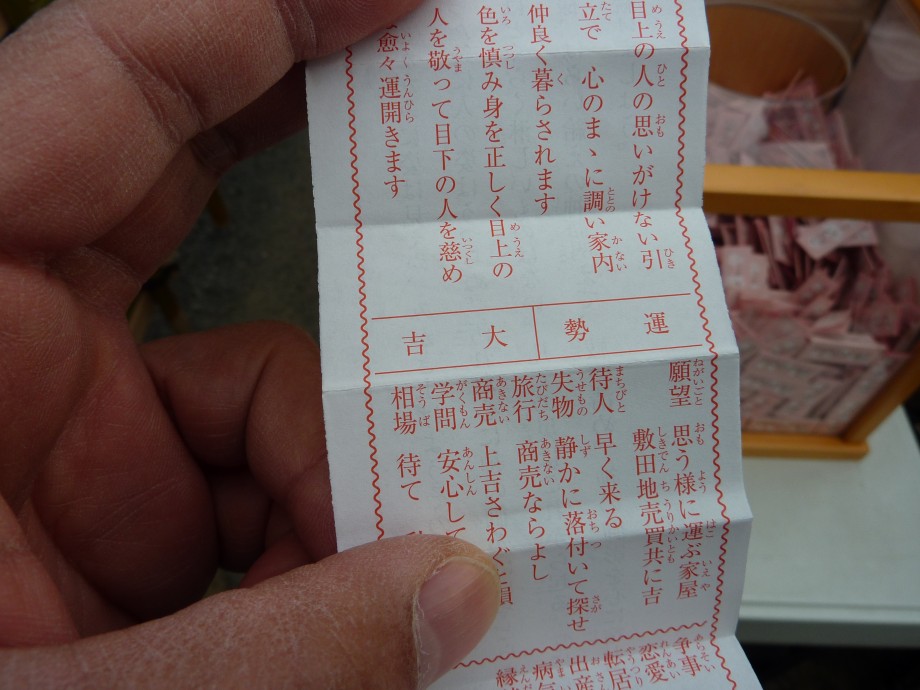 目上の人の思いがけない引
立で 心のまゝに調い家内
仲良く暮らされます
色を慎み身を正しく目上の
人を敬って目下の人を慈め
愈々運開きます
運勢 大吉
願望 思う様に運ぶ家屋
敷田地売買共に吉
待人 早く来る
失物 静かに落付いて探せ
旅行 商売ならよし
商売 上吉さわぐと損
学問 安心して
相場 待て
争事
恋愛
転居
出産
病気
縁